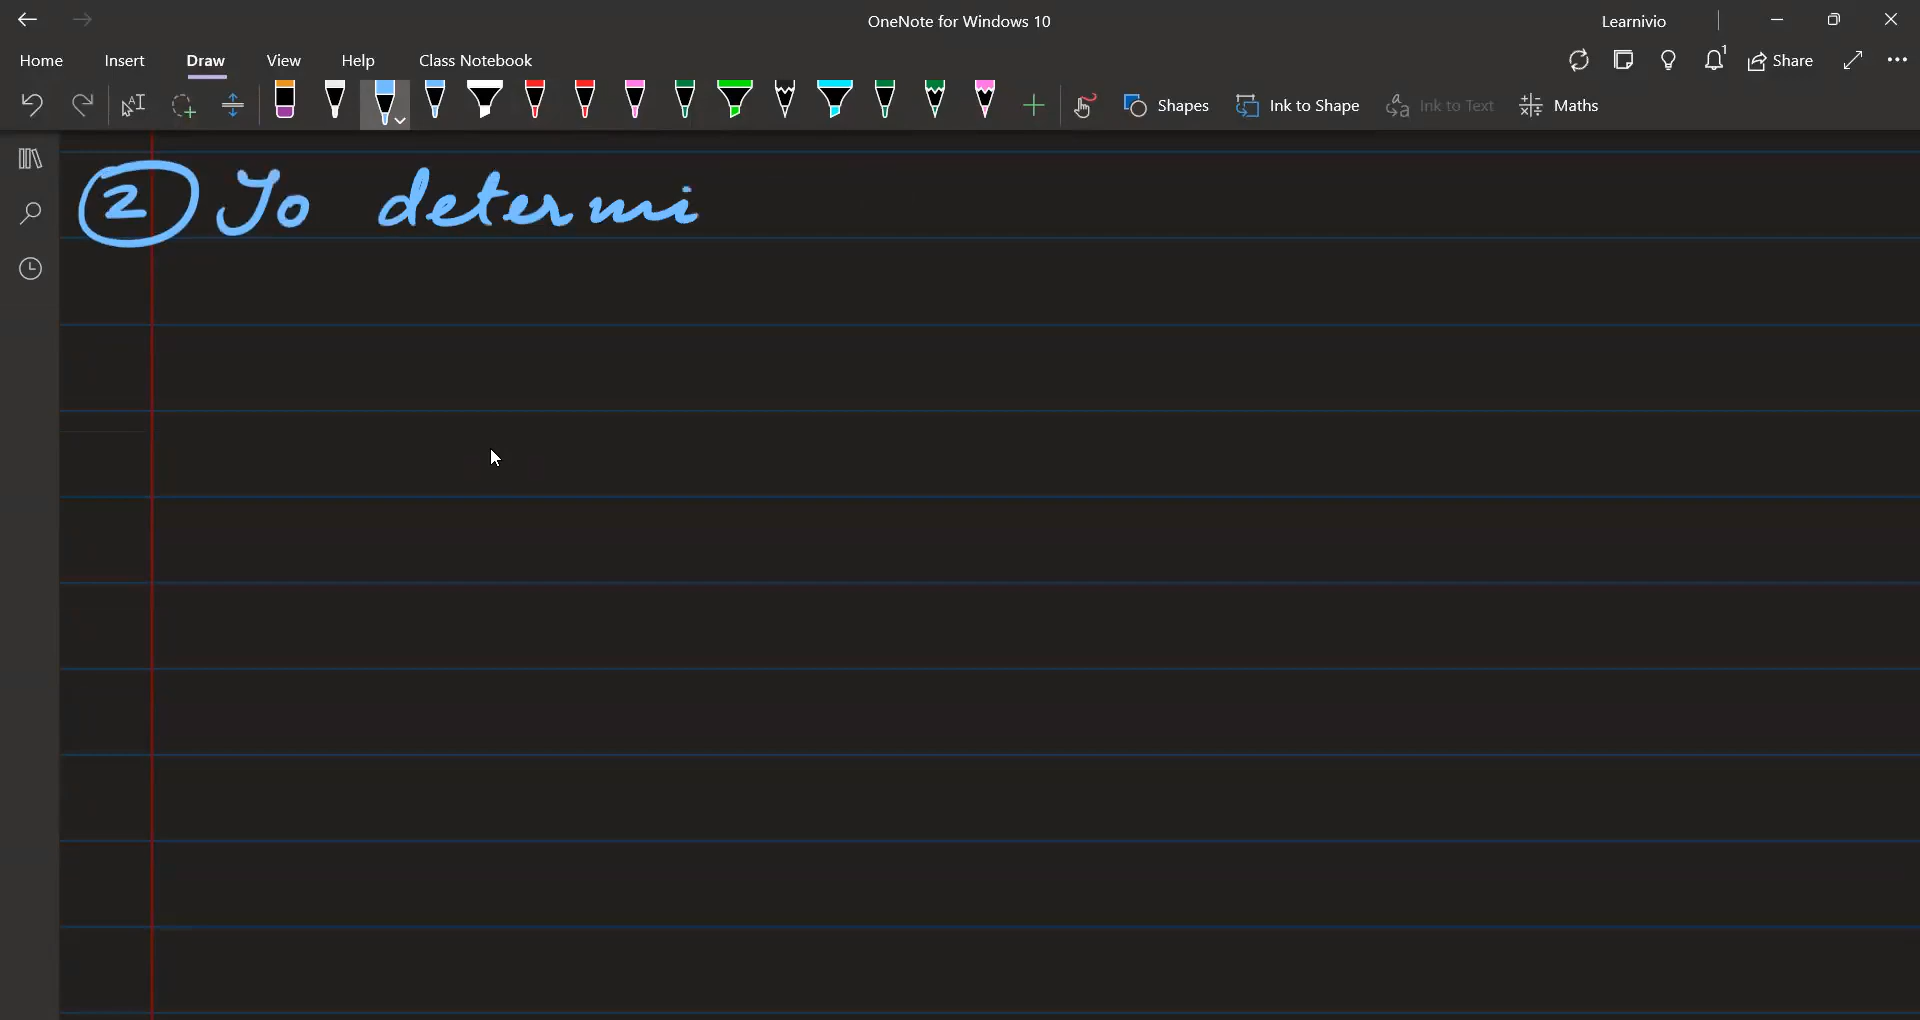 OneNote for Windows 10
Learnivio
Home Insert Draw View Help Class Notebook
1 Share
Shapes Ink to Shape Ink to Text Maths
② To determi